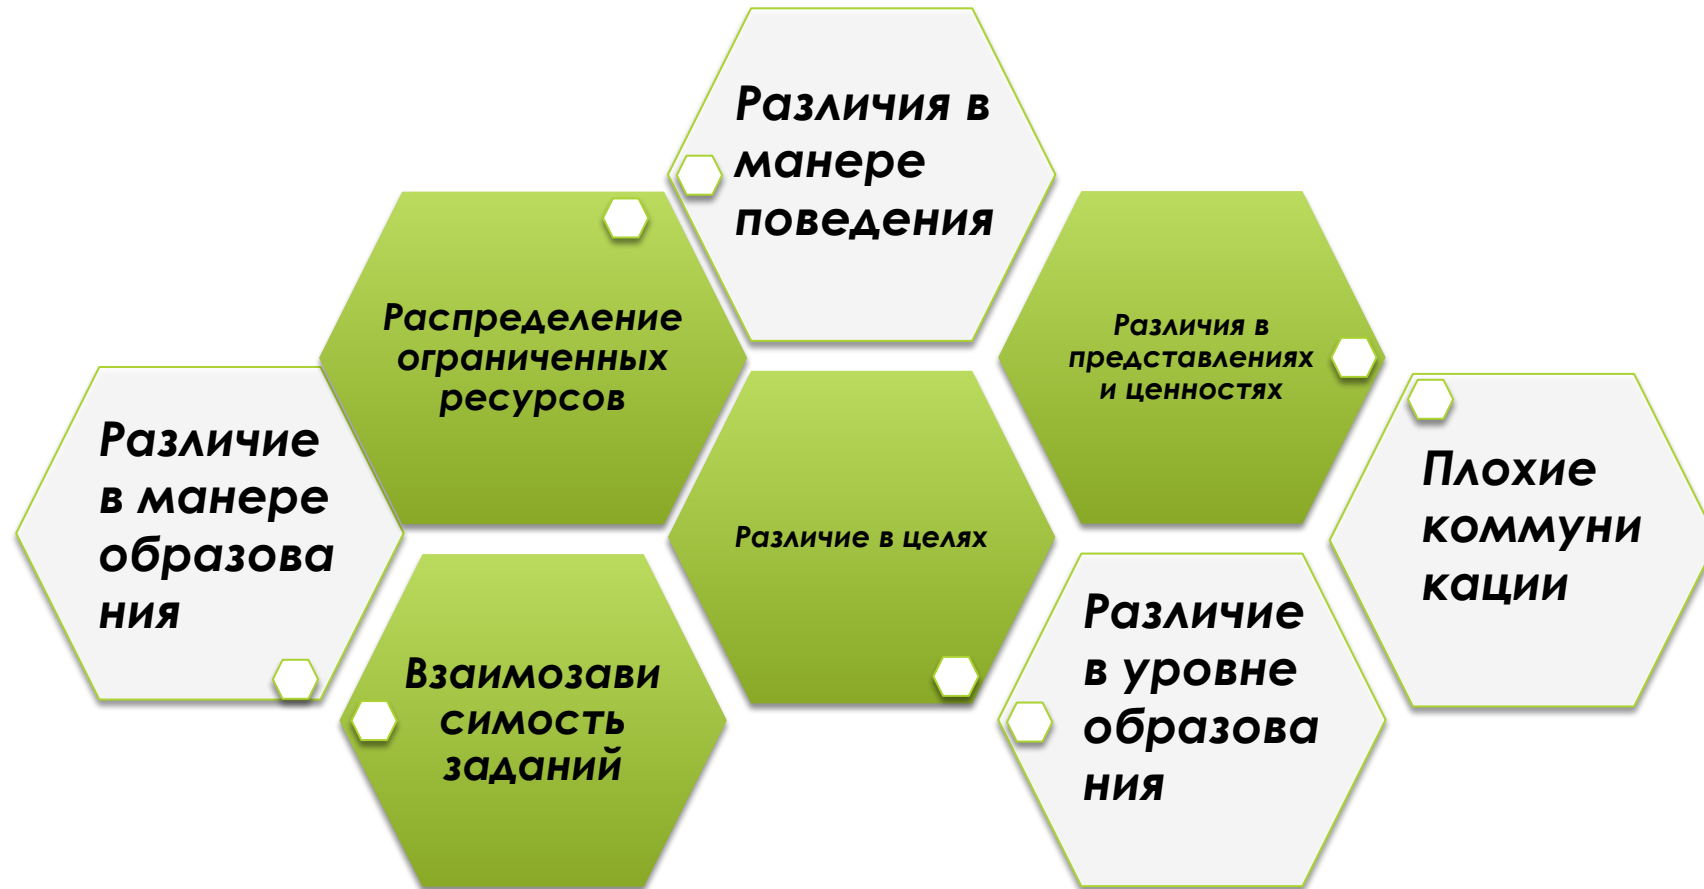 Различия в
манере
поведения
Распределение
ограниченных
ресурсов
Различия в
представлениях
и ценностях
Различие
в манере
образова
ния
Различие в целях
Плохие
коммуни
кации
Взаимозави
симость
заданий
Различие
в уровне
образова
ния